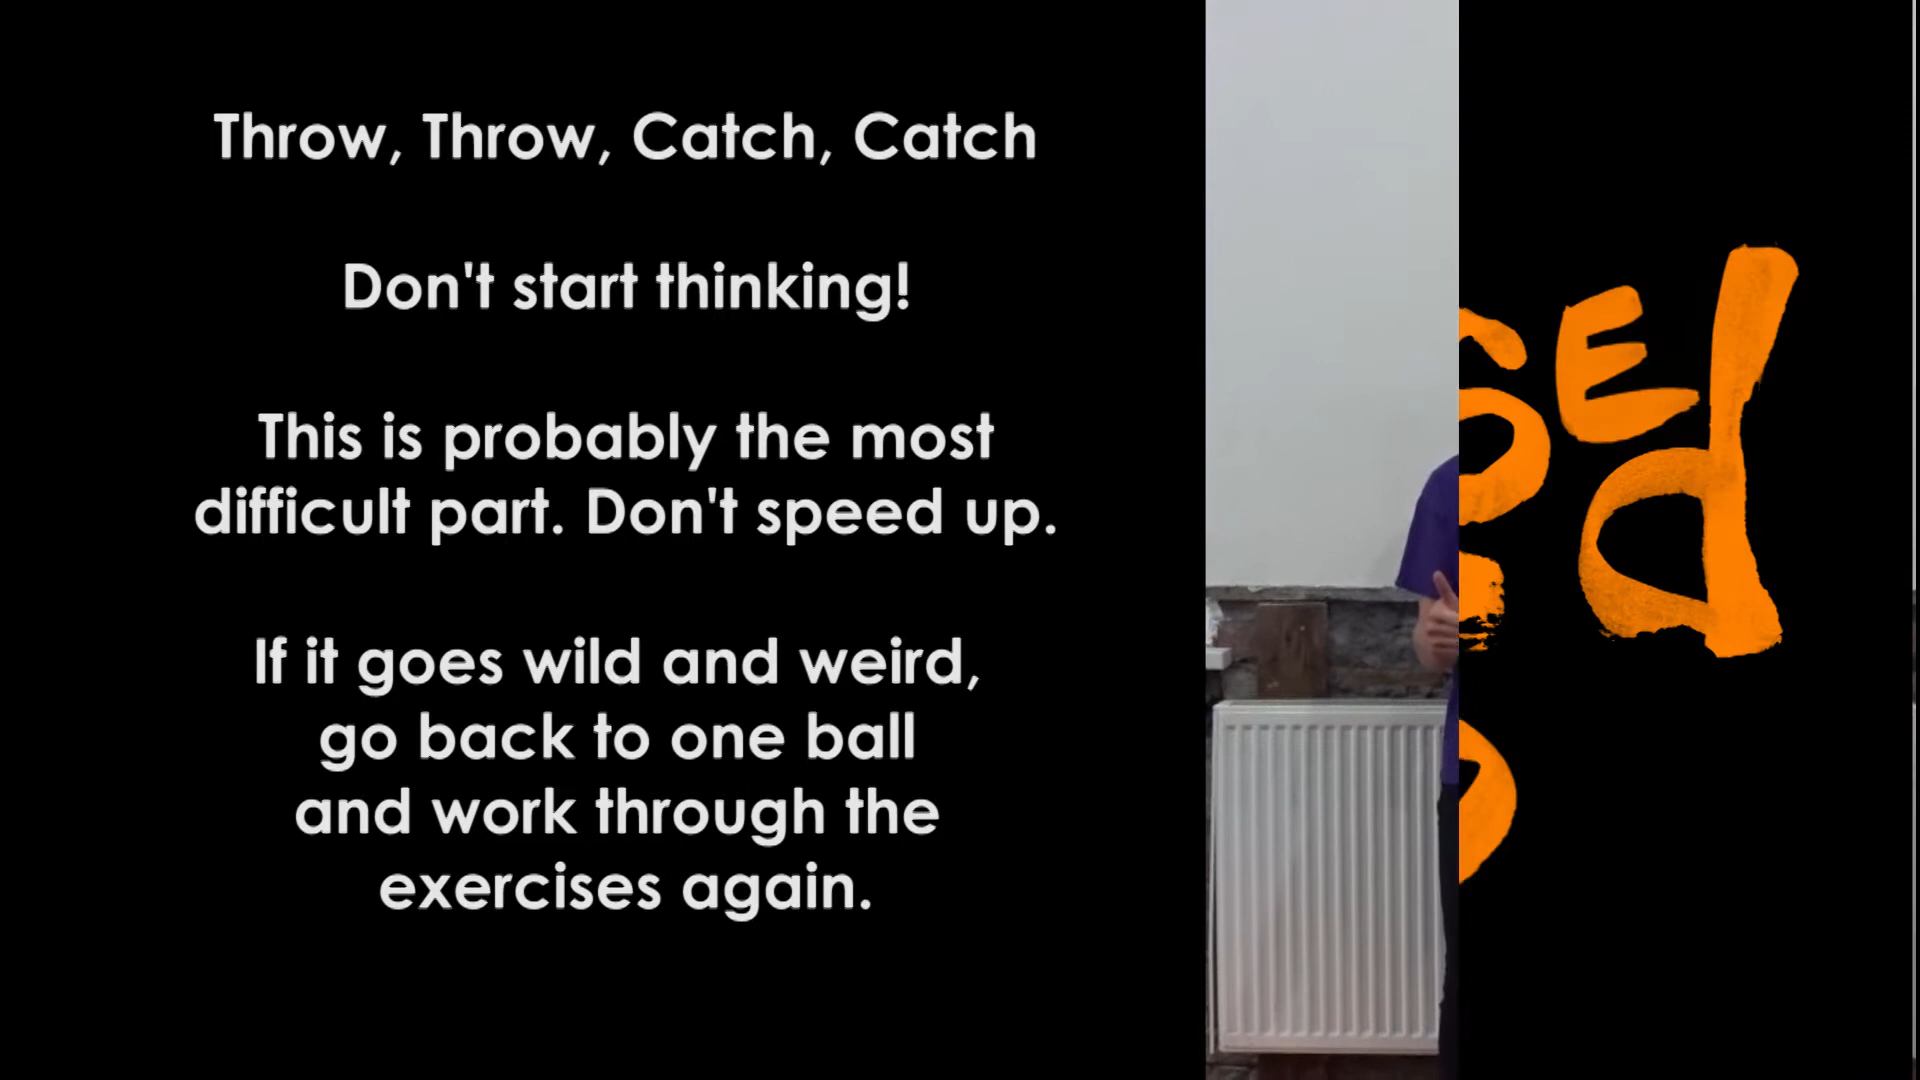 Throw, Throw, Catch, Catch
Don't start thinking!
This is probably the most
difficult part. Don't speed up.
If it goes wild and weird,
go back to one ball
and work through the
exercises again.